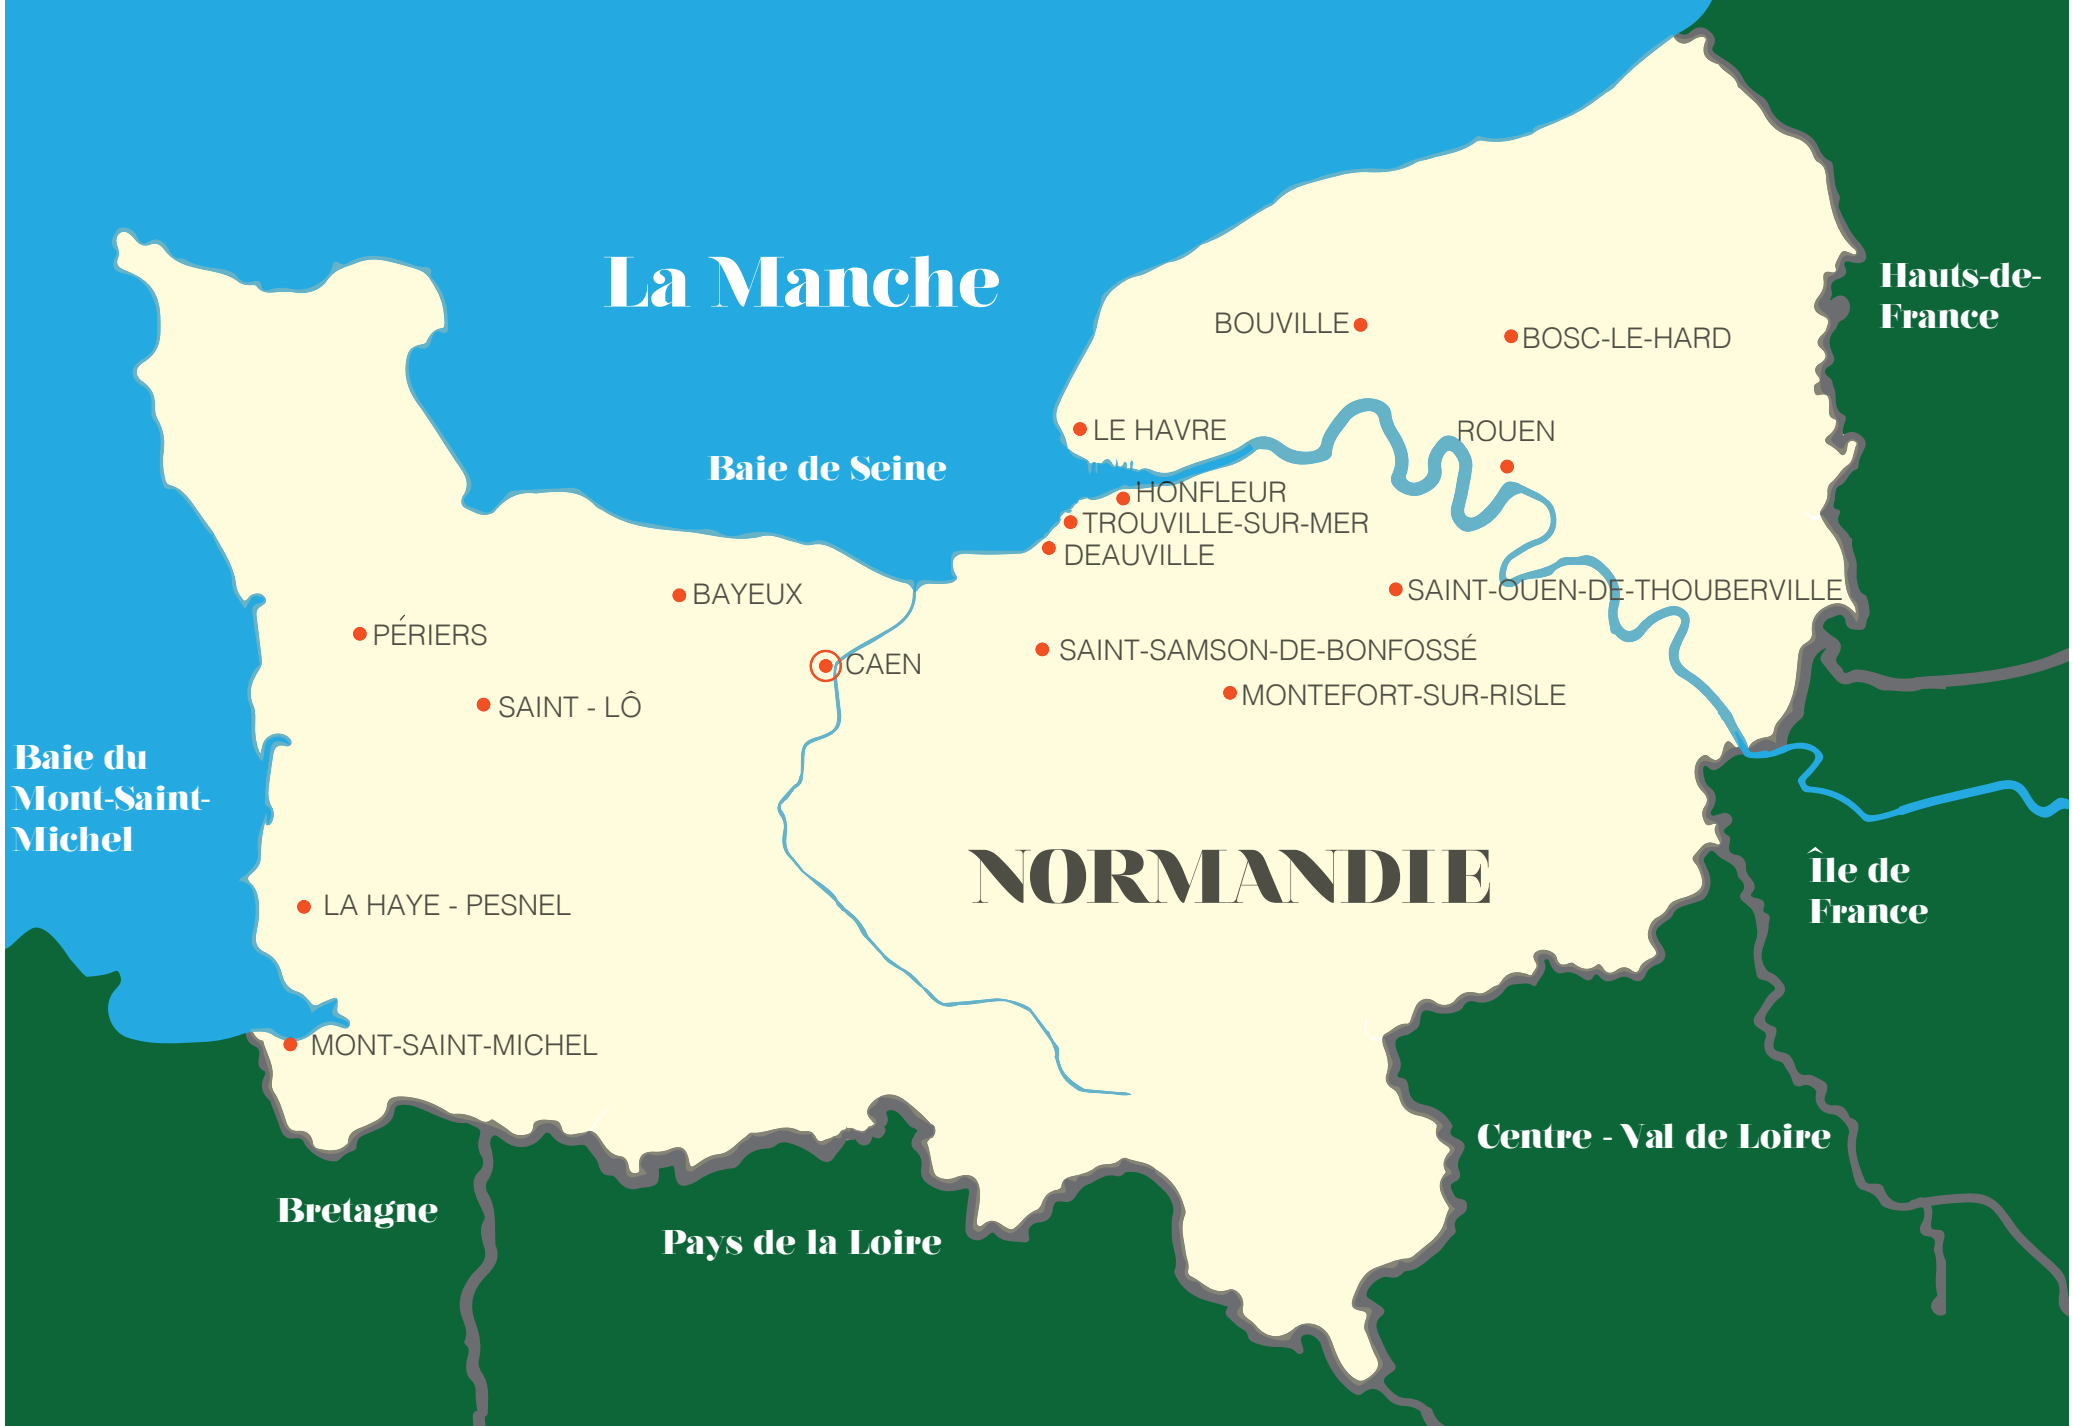 La Manche
Hauts-de-
France
BOUVILLE
BOSC-LE-HARD
LE HAVRE
ROUEN
Baie de Seine
HONFLEUR
TROUVILLE-SUR-MER
DEAUVILLE
BAYEUX
SAINT-OUEN-DE-THOUBERVILLE
PÉRIERS
CAEN
SAINT-SAMSON-DE-BONFOSSÉ
MONTEFORT-SUR-RISLE
SAINT - LÔ
Baie du
Mont-Saint-
Michel
NORMANDIE
Île de
France
LA HAYE - PESNEL
MONT-SAINT-MICHEL
Centre - Val de Loire
Bretagne
Pays de la Loire